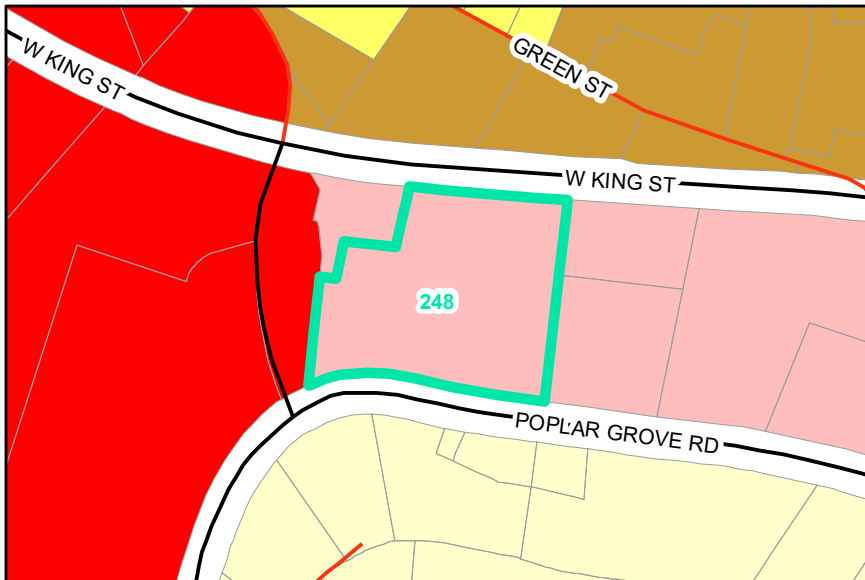 W KING ST
GREEN ST
W KING ST
248
POPLAR GROVE RD